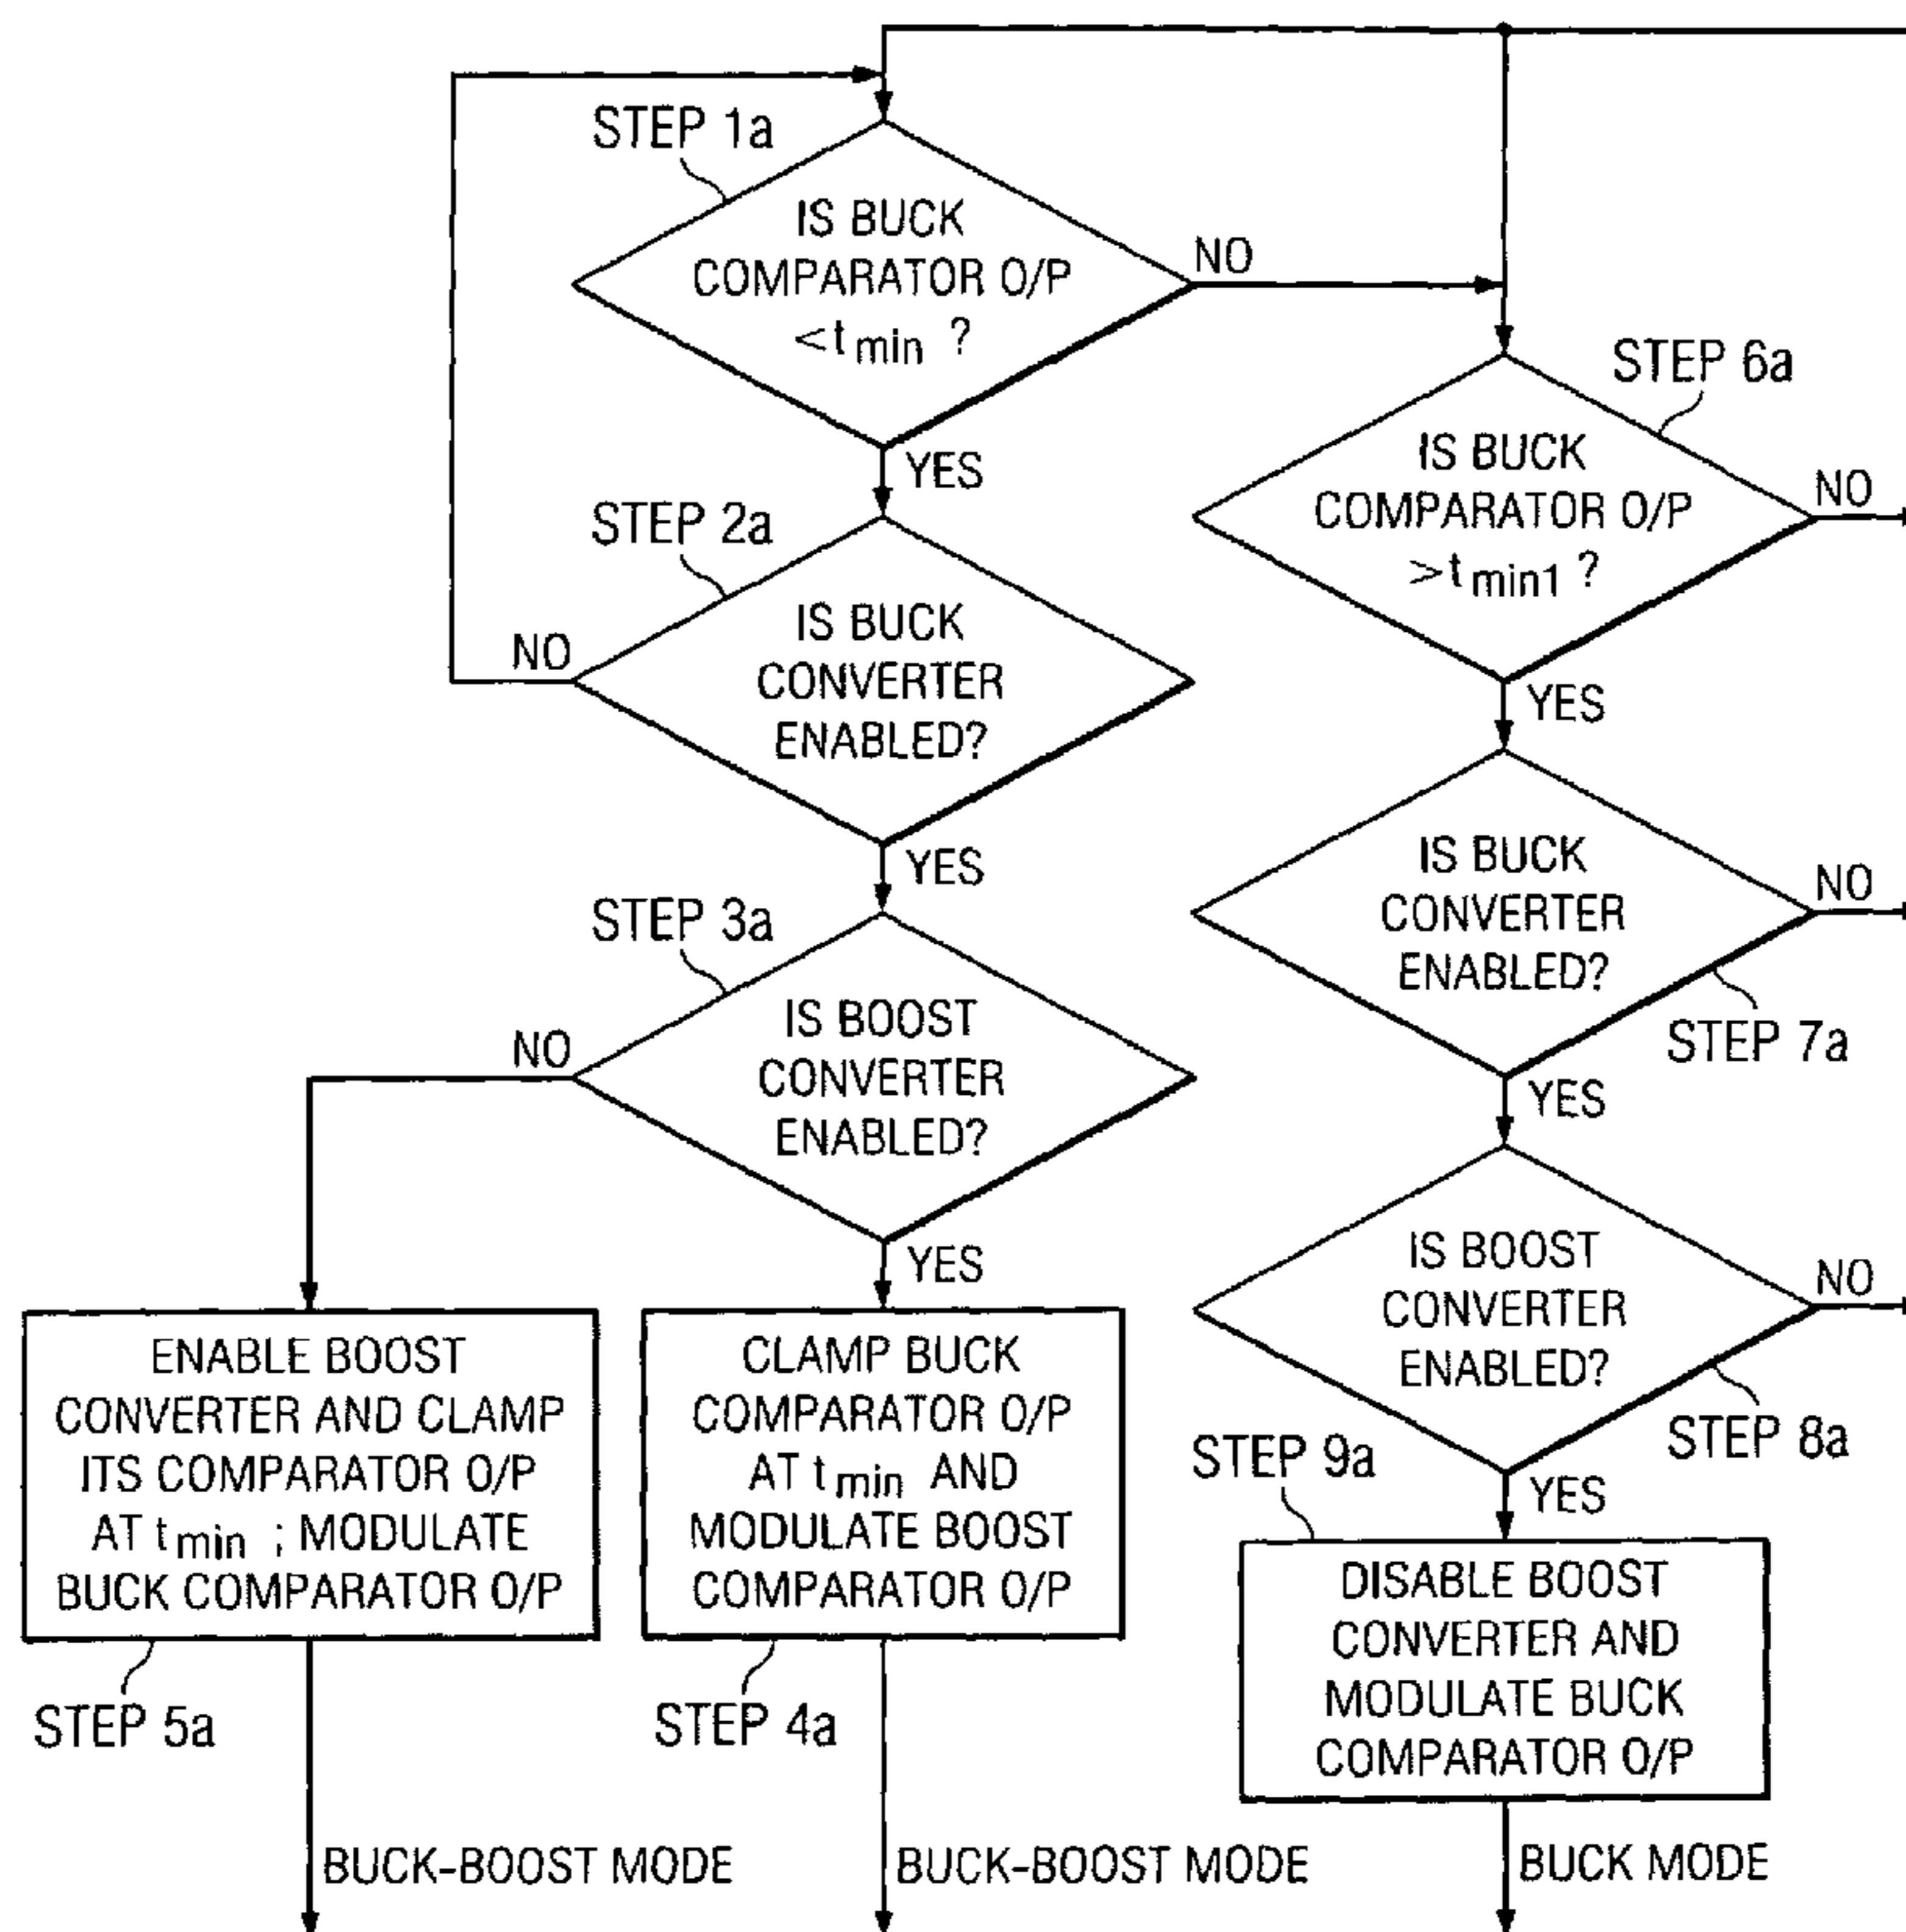 STEP 1a
IS BUCK
COMPARATOR O/P
<tmin ?
NO
YES
STEP 2a
IS BUCK
CONVERTER
ENABLED?
NO
YES
STEP 3a
IS BOOST
CONVERTER
ENABLED?
NO
YES
ENABLE BOOST
CONVERTER AND CLAMP
ITS COMPARATOR O/P
AT tmin ; MODULATE
BUCK COMPARATOR O/P
STEP 5a
BUCK-BOOST MODE
CLAMP BUCK
COMPARATOR O/P
AT tmin AND
MODULATE BOOST
COMPARATOR O/P
STEP 4a
BUCK-BOOST MODE
STEP 6a
IS BUCK
COMPARATOR O/P
>tmin1 ?
NO
YES
IS BUCK
CONVERTER
ENABLED?
NO
STEP 7a
YES
IS BOOST
CONVERTER
ENABLED?
NO
STEP 8a
YES
STEP 9a
DISABLE BOOST
CONVERTER AND
MODULATE BUCK
COMPARATOR O/P
BUCK MODE